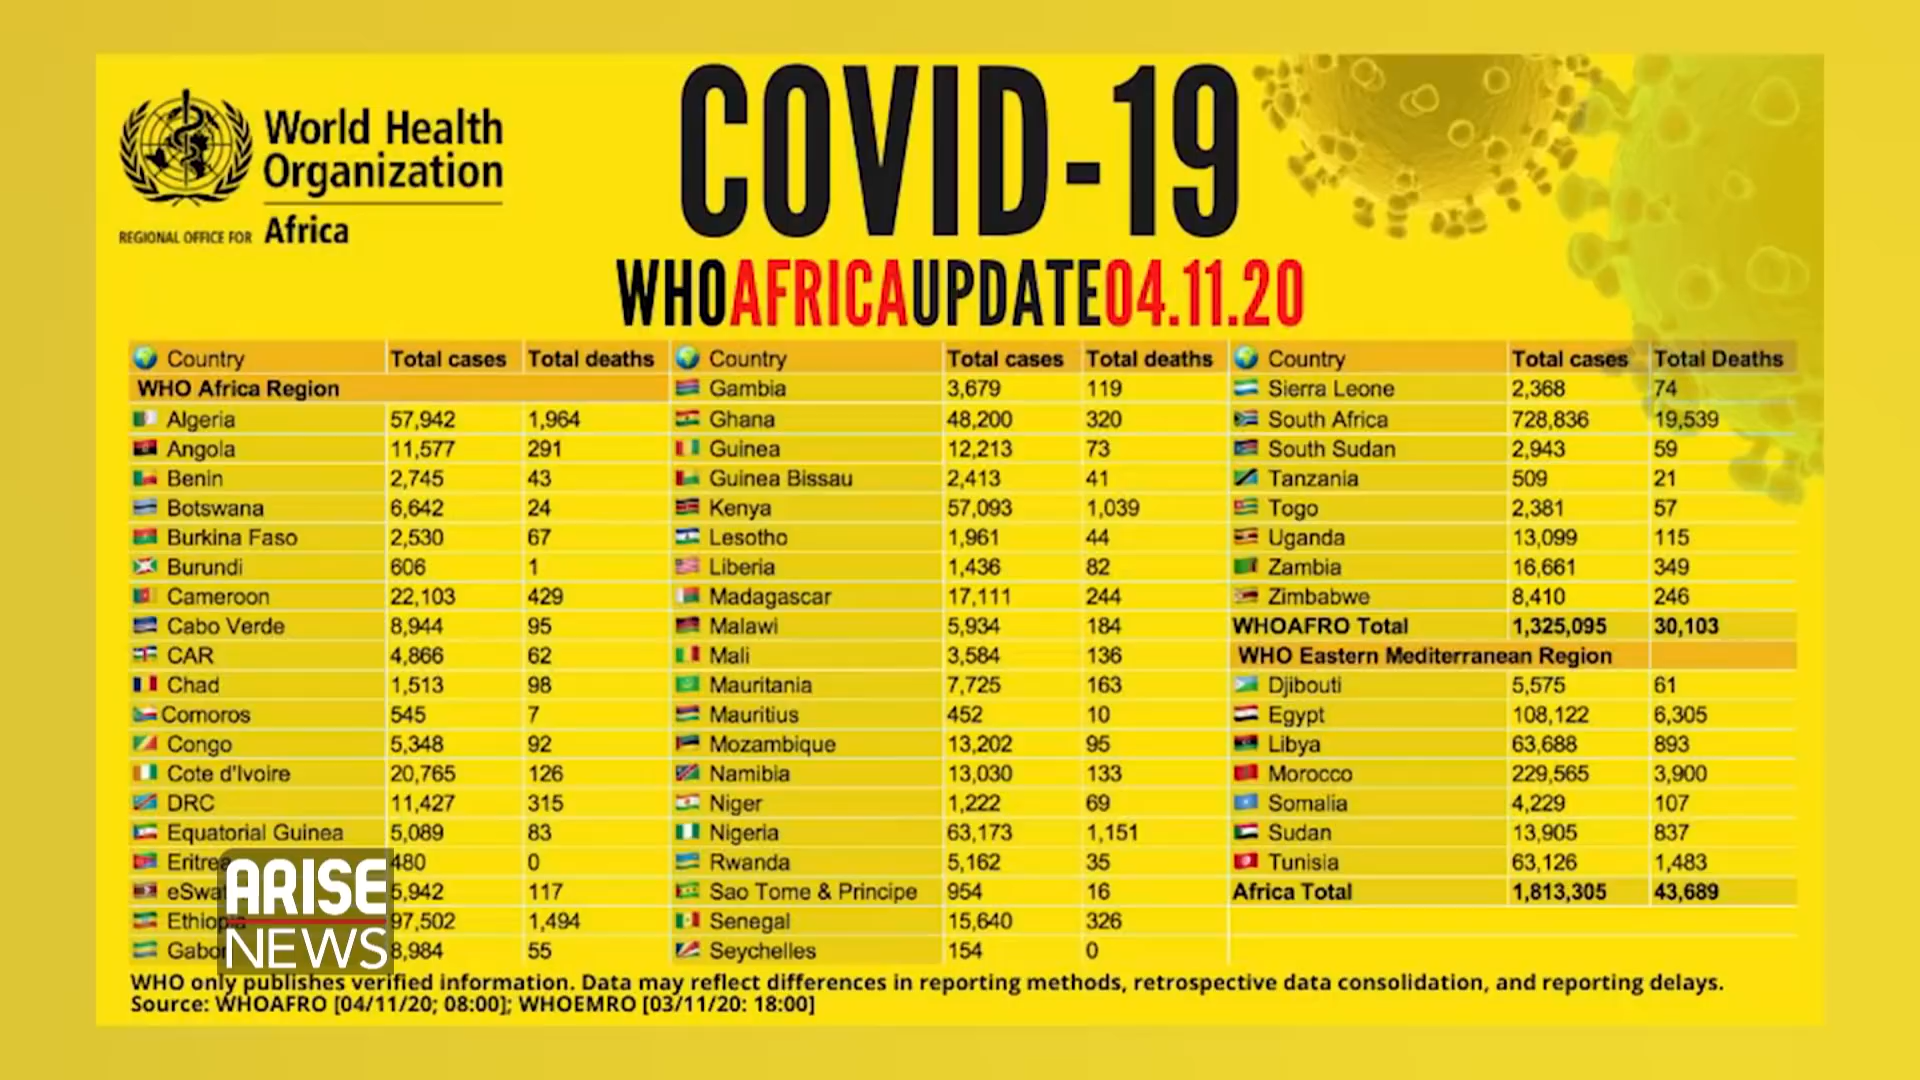 World Health
Organization
REGIONAL OFFICE FOR Africa
COVID-19
WHOAFRICAUPDATE04.11.20
Country Total cases Total deaths Country Total cases Total deaths Country Total cases Total Deaths
WHO Africa Region Gambia 3,679 119 Sierra Leone 2,368 74
Algeria 57,942 1,964 Ghana 48,200 320 South Africa 728,836 19,539
Angola 11,577 291 Guinea 12,213 73 South Sudan 2,943 59
Benin 2,745 43 Guinea Bissau 2,413 41 Tanzania 509 21
Botswana 6,642 24 Kenya 57,093 1,039 Togo 2,381 57
Burkina Faso 2,530 67 Lesotho 1,961 44 Uganda 13,099 115
Burundi 606 1 Liberia 1,436 82 Zambia 16,661 349
Cameroon 22,103 429 Madagascar 17,111 244 Zimbabwe 8,410 246
Cabo Verde 8,944 95 Malawi 5,934 184 WHOAFRO Total 1,325,095 30,103
CAR 4,866 62 Mali 3,584 136 WHO Eastern Mediterranean Region
Chad 1,513 98 Mauritania 7,725 163 Djibouti 5,575 61
Comoros 545 7 Mauritius 452 10 Egypt 108,122 6,305
Congo 5,348 92 Mozambique 13,202 95 Libya 63,688 893
Cote d'Ivoire 20,765 126 Namibia 13,030 133 Morocco 229,565 3,900
DRC 11,427 315 Niger 1,222 69 Somalia 4,229 107
Equatorial Guinea 5,089 83 Nigeria 63,173 1,151 Sudan 13,905 837
Eritrea 480 0 Rwanda 5,162 35 Tunisia 63,126 1,483
5,942 117 Sao Tome & Principe 954 16 Africa Total 1,813,305 43,689
Ethiopia 97,502 1,494 Senegal 15,640 326
Gabon 8,984 55 Seychelles 154 0
ARISE
NEWS
WHO only publishes verified information. Data may reflect differences in reporting methods, retrospective data consolidation, and reporting delays.
Source: WHOAFRO [04/11/20; 08:00]; WHOEMRO [03/11/20: 18:00]